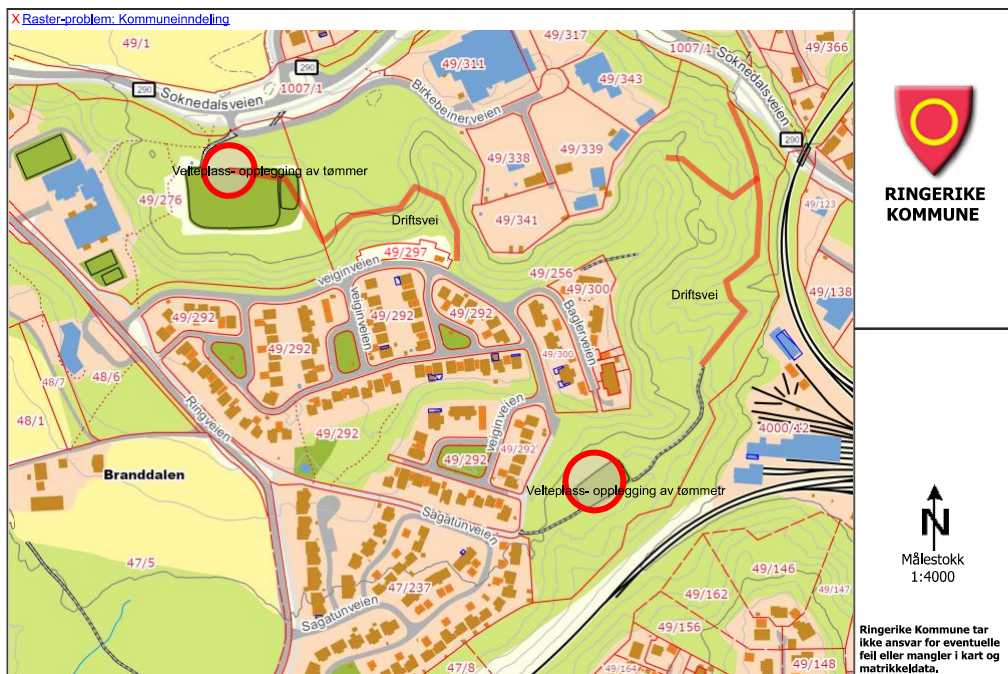 X Raster-problem: Kommuneinndeling
49/1
290
Soknedalsveien
290
1007/1
49/311
Birkebeinerveien
49/317
49/343
1007/1
49/366
Soknedalsveien
290
Velteplass- opplegging av tømmer
49/276
49/338
49/339
49/341
49/123
Driftsvei
49/297
veiginveien
49/256
49/300
Driftsvei
49/138
49/292
49/292
49/292
49/292
veiginveien
Baglerveien
49/300
48/7
48/6
48/1
Ringveien
49/292
veiginveien
49/292
49/292
4000/12
Branddalen
Velteplass- opplegging av tømmetr
Sagatunveien
47/5
47/237
Sagatunveien
47/8
49/146
49/162
49/147
49/156
49/164
49/148
RINGERIKE
KOMMUNE
N
Målestokk
1:4000
Ringerike Kommune tar
ikke ansvar for eventuelle
feil eller mangler i kart og
matrikkeldata.